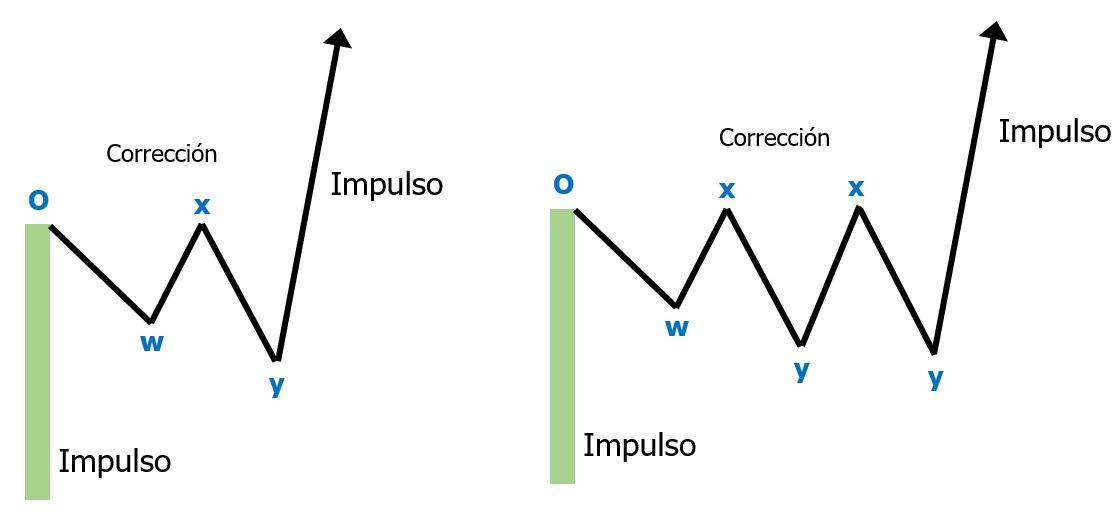 Corrección
O
x
Impulso
w
y
Impulso
Corrección
Impulso
O
x
x
w
y
y
Impulso